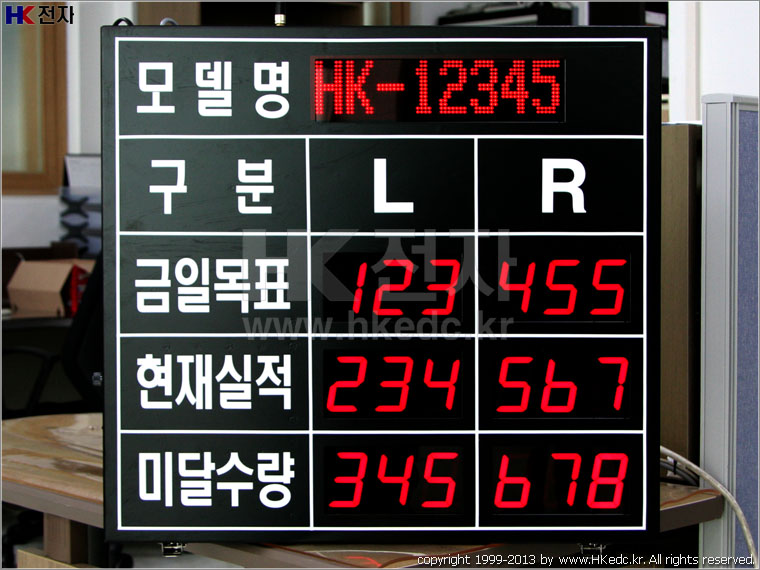 HK 전자
모델명 HK-12345
구 분 L R
금일목표 123 455
HK전자
www.hkedc.kr
현재실적 234 567
미달수량 345 678
copyright 1999-2013 by www.HKedc.kr. All rights reserved.